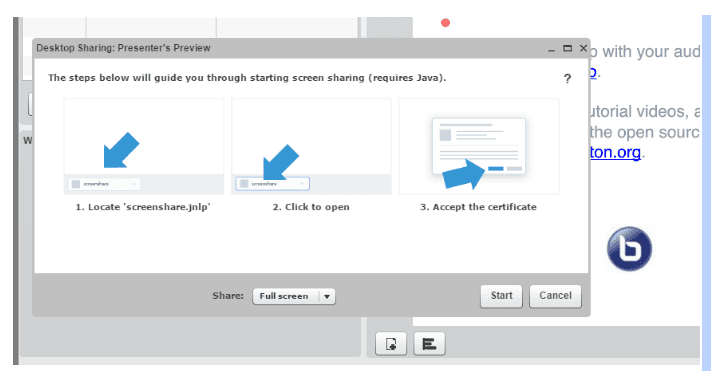 Desktop Sharing: Presenter's Preview
The steps below will guide you through starting screen sharing (requires Java).
?
screenshare
screenshare
1. Locate 'screenshare.jnlp'
2. Click to open
3. Accept the certificate
Share:
Full screen
Start
Cancel
with your aud
utorial videos, a
the open sourc
ton.org.
W
b